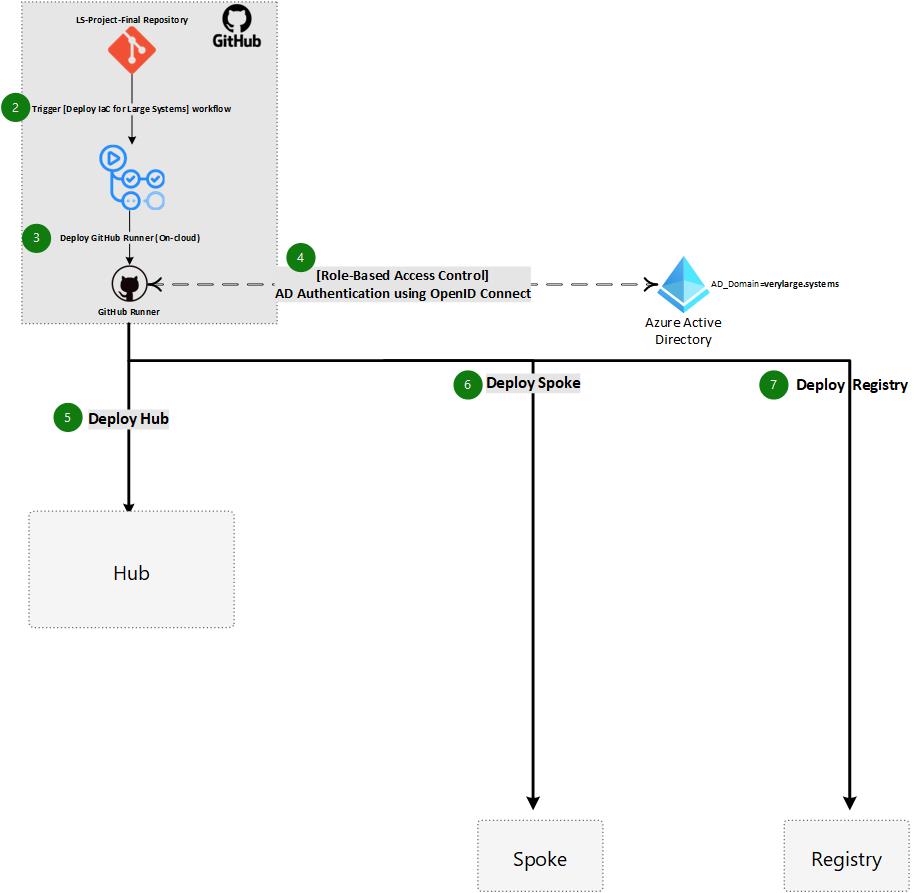 LS-Project-Final Repository
GitHub
2
Trigger [Deploy IaC for Large Systems] workflow
3
Deploy GitHub Runner (On-cloud)
4
[Role-Based Access Control]
AD Authentication using OpenID Connect
AD_Domain=verylarge.systems
GitHub Runner
Azure Active
Directory
6
Deploy Spoke
7
Deploy Registry
5
Deploy Hub
Hub
Spoke
Registry